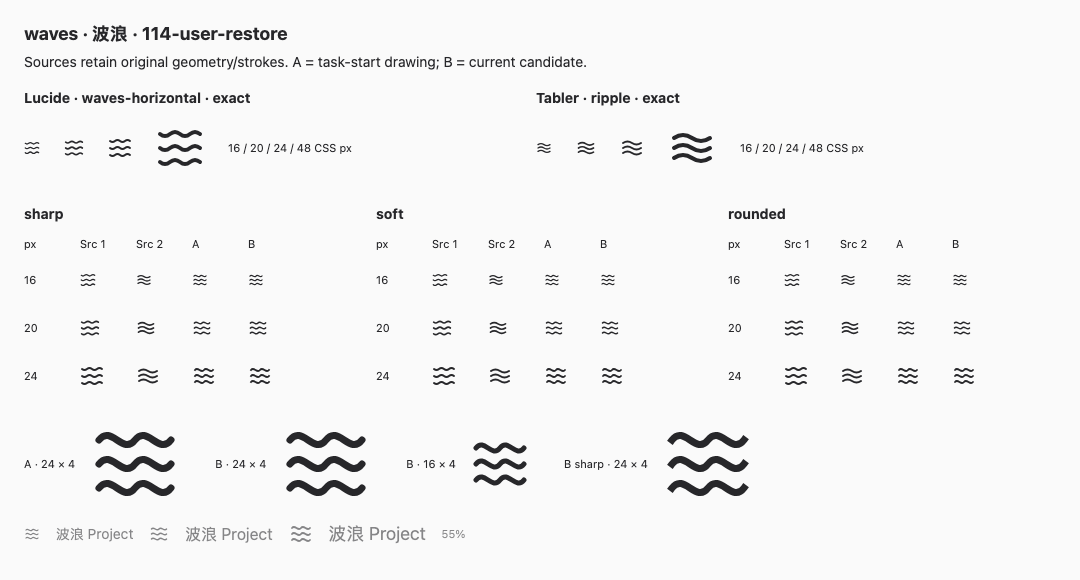 waves · 波浪 · 114-user-restore
Sources retain original geometry/strokes. A = task-start drawing; B = current candidate.
Lucide · waves-horizontal · exact
Tabler · ripple · exact
16 / 20 / 24 / 48 CSS px
16 / 20 / 24 / 48 CSS px
sharp
soft
rounded
px Src 1 Src 2 A B
px Src 1 Src 2 A B
px Src 1 Src 2 A B
16
16
16
20
20
20
24
24
24
A · 24 × 4
B · 24 × 4
B · 16 × 4
B sharp · 24 × 4
波浪 Project
波浪 Project
波浪 Project
55%